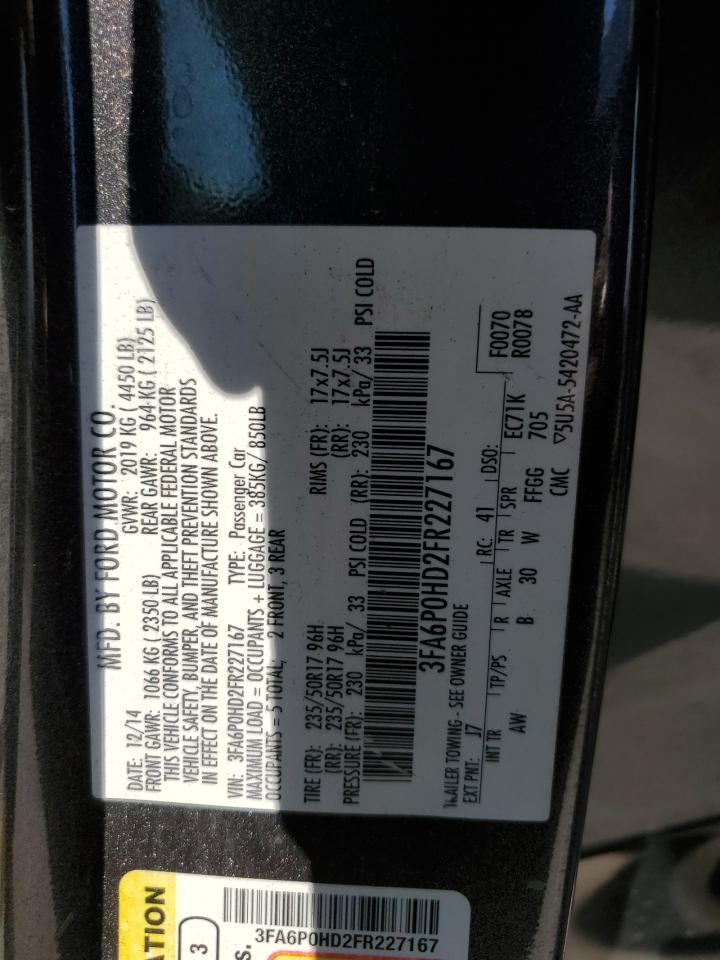 MFD. BY FORD MOTOR CO.
DATE: 12/14 GVWR: 2019 KG ( 4450 LB)
FRONT GAWR: 1066 KG ( 2350 LB) REAR GAWR: 964 KG ( 2125 LB)
THIS VEHICLE CONFORMS TO ALL APPLICABLE FEDERAL MOTOR
VEHICLE SAFETY, BUMPER, AND THEFT PREVENTION STANDARDS
IN EFFECT ON THE DATE OF MANUFACTURE SHOWN ABOVE.
VIN: 3FA6P0HD2FR227167 TYPE: Passenger Car
MAXIMUM LOAD = OCCUPANTS + LUGGAGE = 385KG/ 850LB
OCCUPANTS = 5 TOTAL, 2 FRONT, 3 REAR
TIRE (FR): 235/50R17 96H RIMS (FR): 17x7.5J
(RR): 235/50R17 96H (RR): 17x7.5J
PRESSURE (FR): 230 kPa/ 33 PSI COLD (RR): 230 kPa/ 33 PSI COLD
3FA6P0HD2FR227167
TRAILER TOWING - SEE OWNER GUIDE
EXT PNT: J7 RC: 41 DSO: F0070
R0078
INT TR TP/PS R AXLE TR SPR EC71K
AW B 30 W FFGG 705
CMC ▽5U5A-5420472-AA
ATION
3
s.
3FA6P0HD2FR227167